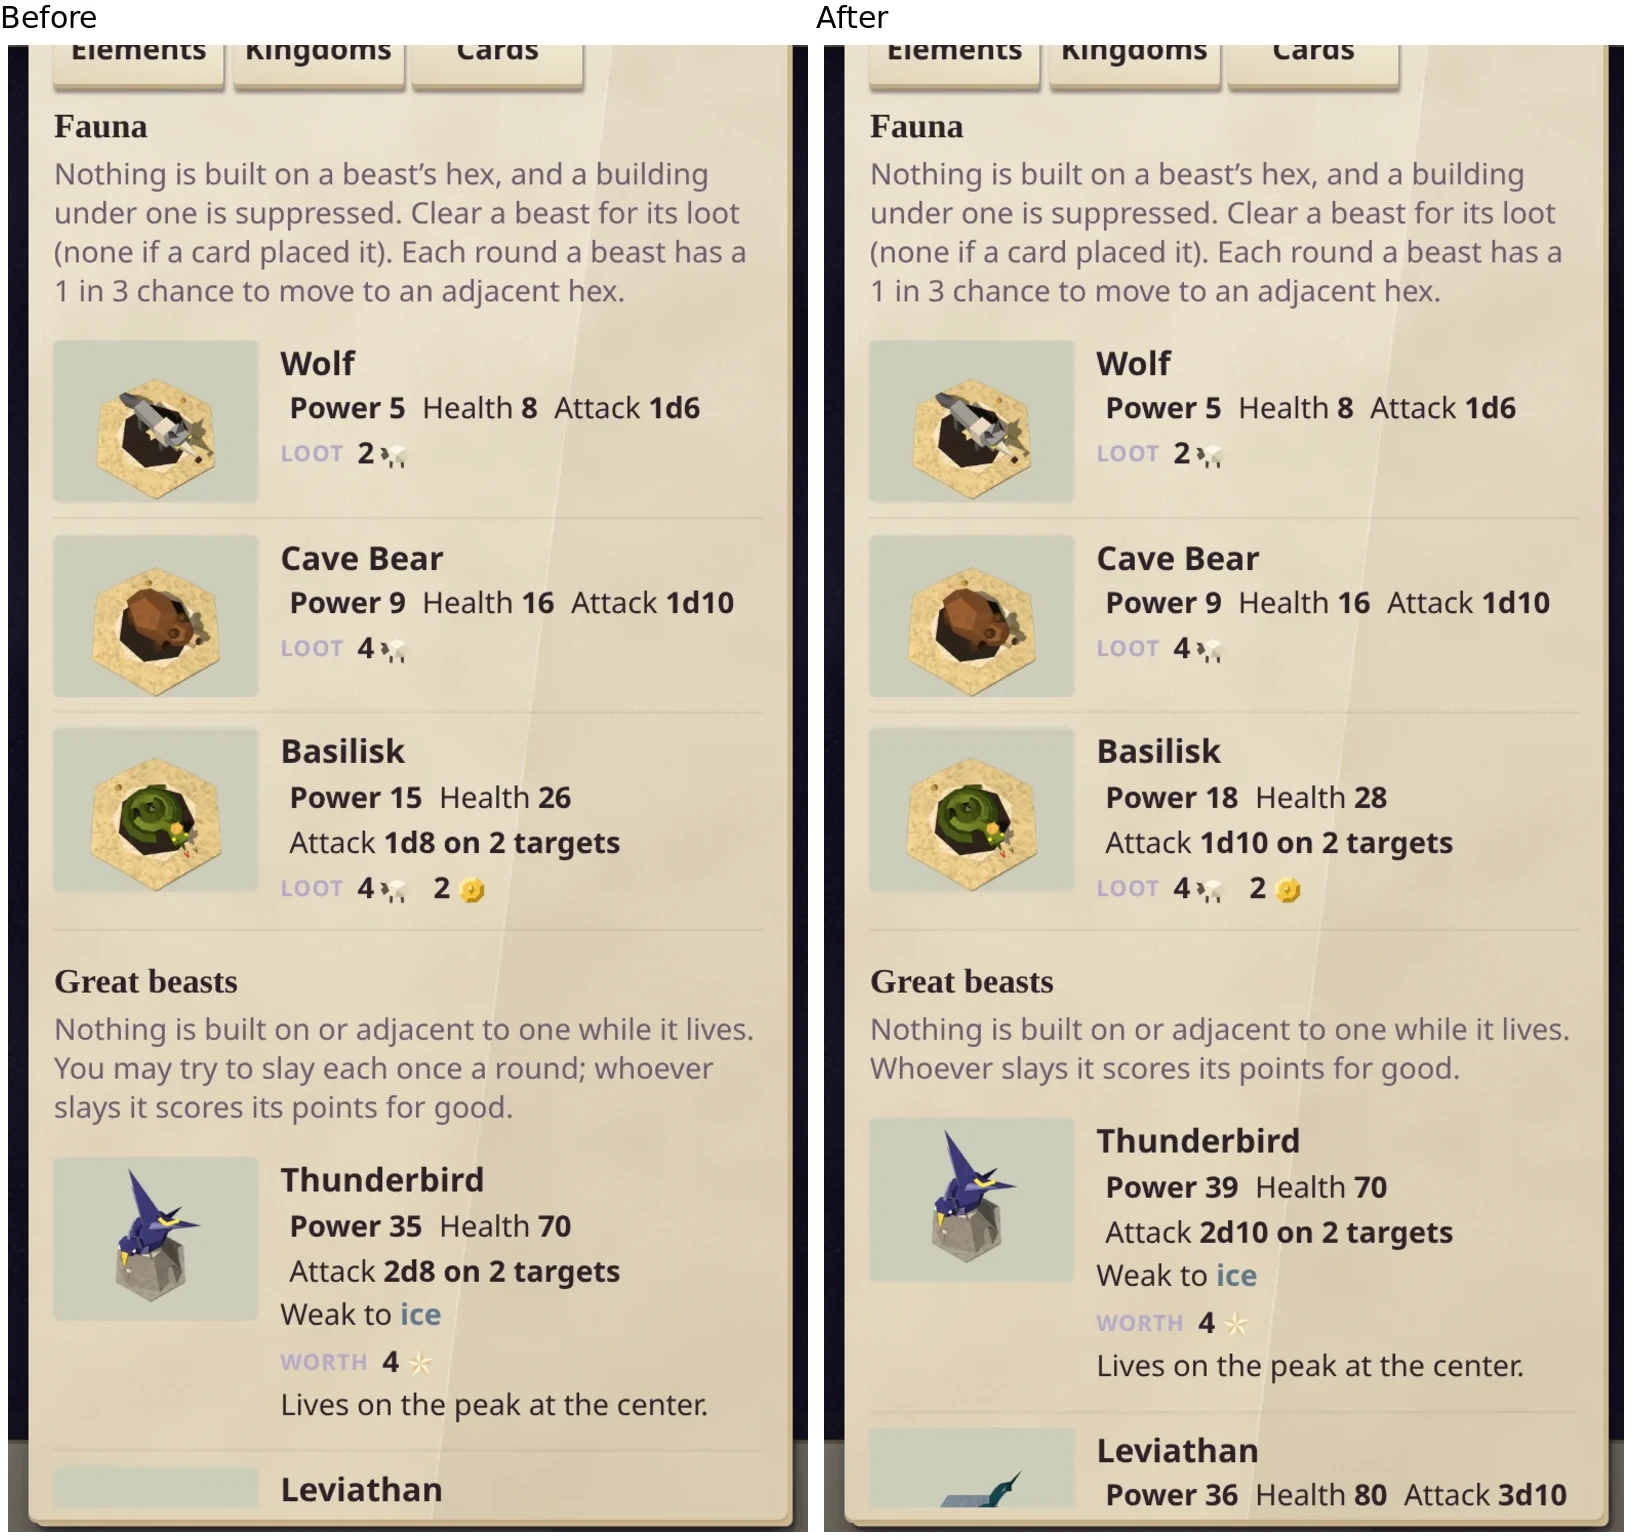 Before
Elements Kingdoms Cards
Fauna
Nothing is built on a beast’s hex, and a building
under one is suppressed. Clear a beast for its loot
(none if a card placed it). Each round a beast has a
1 in 3 chance to move to an adjacent hex.
Wolf
Power 5 Health 8 Attack 1d6
LOOT 2
Cave Bear
Power 9 Health 16 Attack 1d10
LOOT 4
Basilisk
Power 15 Health 26
Attack 1d8 on 2 targets
LOOT 4 2
Great beasts
Nothing is built on or adjacent to one while it lives.
You may try to slay each once a round; whoever
slays it scores its points for good.
Thunderbird
Power 35 Health 70
Attack 2d8 on 2 targets
Weak to ice
WORTH 4
Lives on the peak at the center.
Leviathan
After
Elements Kingdoms Cards
Fauna
Nothing is built on a beast’s hex, and a building
under one is suppressed. Clear a beast for its loot
(none if a card placed it). Each round a beast has a
1 in 3 chance to move to an adjacent hex.
Wolf
Power 5 Health 8 Attack 1d6
LOOT 2
Cave Bear
Power 9 Health 16 Attack 1d10
LOOT 4
Basilisk
Power 18 Health 28
Attack 1d10 on 2 targets
LOOT 4 2
Great beasts
Nothing is built on or adjacent to one while it lives.
Whoever slays it scores its points for good.
Thunderbird
Power 39 Health 70
Attack 2d10 on 2 targets
Weak to ice
WORTH 4
Lives on the peak at the center.
Leviathan
Power 36 Health 80 Attack 3d10